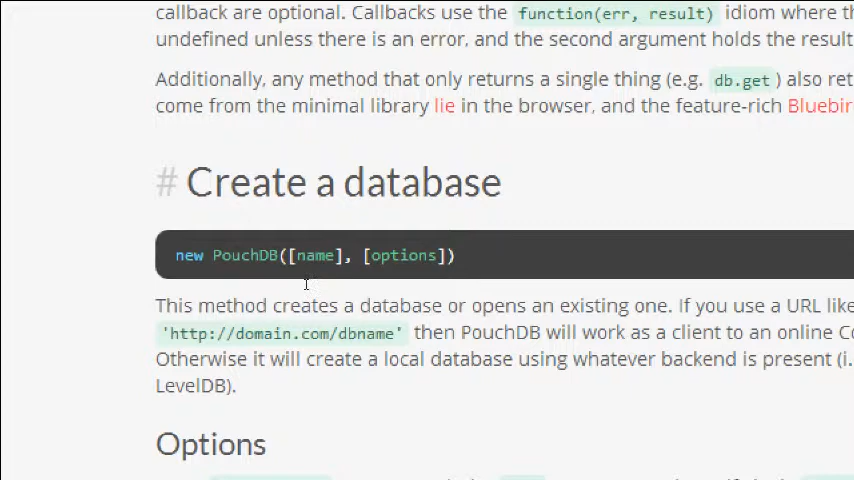 callback are optional. Callbacks use the function(err, result) idiom where
undefined unless there is an error, and the second argument holds the result
Additionally, any method that only returns a single thing (e.g. db.get) also
come from the minimal library lie in the browser, and the feature-rich
# Create a database
new PouchDB([name], [options])
This method creates a database or opens an existing one. If you use a URL like
'http://domain.com/dbname' then PouchDB will work as a client to an online
Otherwise it will create a local database using whatever backend is present
LevelDB).
Options